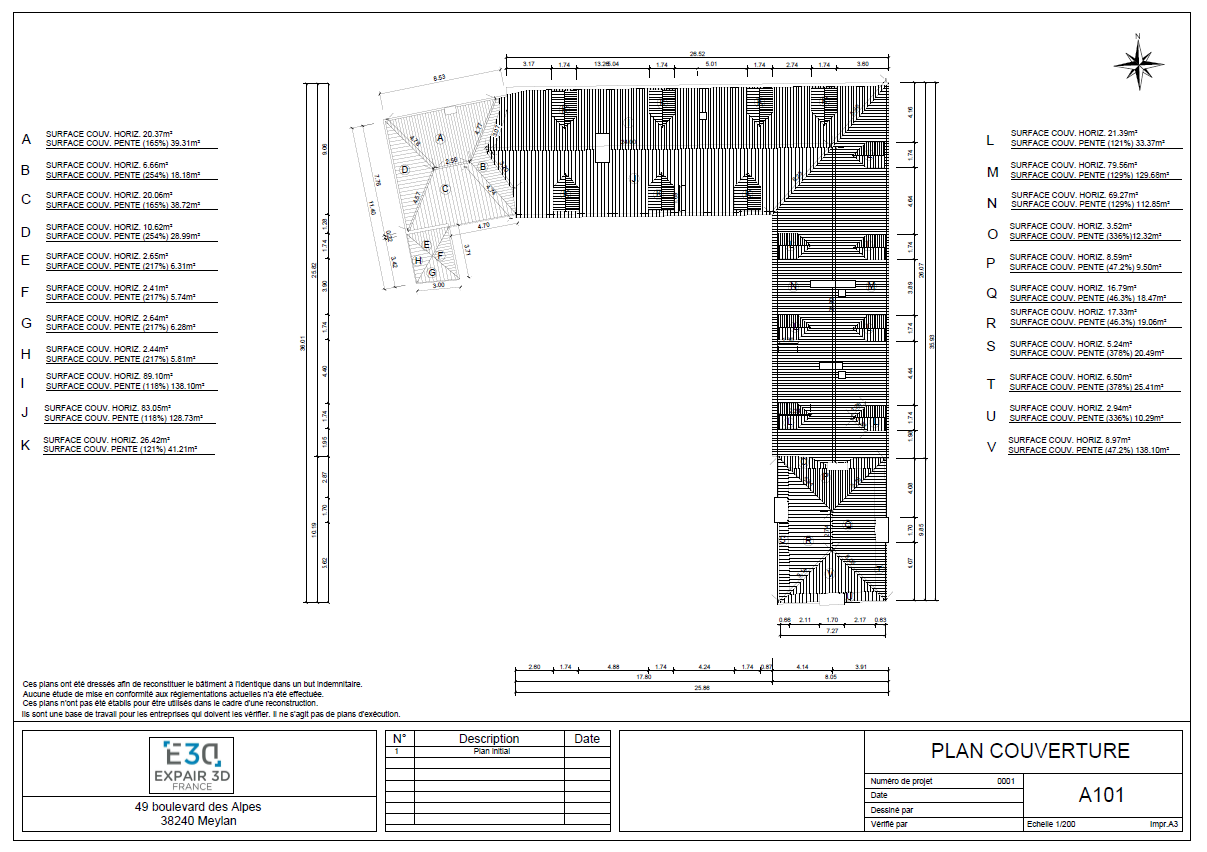 N
26.52
3.17
1.74
5.04
1.74
5.01
1.74
2.74
1.74
3.60
6.53
A SURFACE COUV. HORIZ. 20.37m²
SURFACE COUV. PENTE (165%) 39.31m²
B SURFACE COUV. HORIZ. 6.66m²
SURFACE COUV. PENTE (254%) 18.18m²
C SURFACE COUV. HORIZ. 20.06m²
SURFACE COUV. PENTE (165%) 38.72m²
D SURFACE COUV. HORIZ. 10.62m²
SURFACE COUV. PENTE (254%) 28.99m²
E SURFACE COUV. HORIZ. 2.65m²
SURFACE COUV. PENTE (217%) 6.31m²
F SURFACE COUV. HORIZ. 2.41m²
SURFACE COUV. PENTE (217%) 5.74m²
G SURFACE COUV. HORIZ. 2.64m²
SURFACE COUV. PENTE (217%) 6.28m²
H SURFACE COUV. HORIZ. 2.44m²
SURFACE COUV. PENTE (217%) 5.81m²
I SURFACE COUV. HORIZ. 89.10m²
SURFACE COUV. PENTE (118%) 138.10m²
J SURFACE COUV. HORIZ. 83.05m²
SURFACE COUV. PENTE (118%) 128.73m²
K SURFACE COUV. HORIZ. 26.42m²
SURFACE COUV. PENTE (121%) 41.21m²
36.01
25.82
10.19
9.06
1.28
1.74
3.90
1.74
4.40
1.74
1.95
2.87
1.70
5.62
7.76
11.40
3.42
A
B
C
D
4.76
4.77
2.56
4.57
4.74
4.70
E
F
G
H
3.71
3.00
J
N
M
L
Q
R
V
T
U
4.16
1.74
4.64
1.74
3.89
1.74
4.44
1.74
1.98
4.08
1.70
4.07
26.07
9.85
35.93
L SURFACE COUV. HORIZ. 21.39m²
SURFACE COUV. PENTE (121%) 33.37m²
M SURFACE COUV. HORIZ. 79.56m²
SURFACE COUV. PENTE (129%) 129.68m²
N SURFACE COUV. HORIZ. 69.27m²
SURFACE COUV. PENTE (129%) 112.85m²
O SURFACE COUV. HORIZ. 3.52m²
SURFACE COUV. PENTE (336%)12.32m²
P SURFACE COUV. HORIZ. 8.59m²
SURFACE COUV. PENTE (47.2%) 9.50m²
Q SURFACE COUV. HORIZ. 16.79m²
SURFACE COUV. PENTE (46.3%) 18.47m²
R SURFACE COUV. HORIZ. 17.33m²
SURFACE COUV. PENTE (46.3%) 19.06m²
S SURFACE COUV. HORIZ. 5.24m²
SURFACE COUV. PENTE (378%) 20.49m²
T SURFACE COUV. HORIZ. 6.50m²
SURFACE COUV. PENTE (378%) 25.41m²
U SURFACE COUV. HORIZ. 2.94m²
SURFACE COUV. PENTE (336%) 10.29m²
V SURFACE COUV. HORIZ. 8.97m²
SURFACE COUV. PENTE (47.2%) 138.10m²
0.66 2.11 1.70 2.17 0.63
7.27
2.60 1.74 4.68 1.74 4.24 1.74 0.87 4.14 3.91
17.80 8.05
25.86
Ces plans ont été dressés afin de reconstituer le bâtiment à l'identique dans un but indemnitaire.
Aucune étude de mise en conformité aux réglementations actuelles n'a été effectuée.
Ces plans n'ont pas été établis pour être utilisés dans le cadre d'une reconstruction.
Ils sont une base de travail pour les entreprises qui doivent les vérifier. Il ne s'agit pas de plans d'exécution.
E3D
EXPAIR 3D
FRANCE
49 boulevard des Alpes
38240 Meylan
N° Description Date
1 Plan initial
PLAN COUVERTURE
Numéro de projet 0001
Date
Dessiné par
Vérifié par
A101
Echelle 1/200 Impr.A3